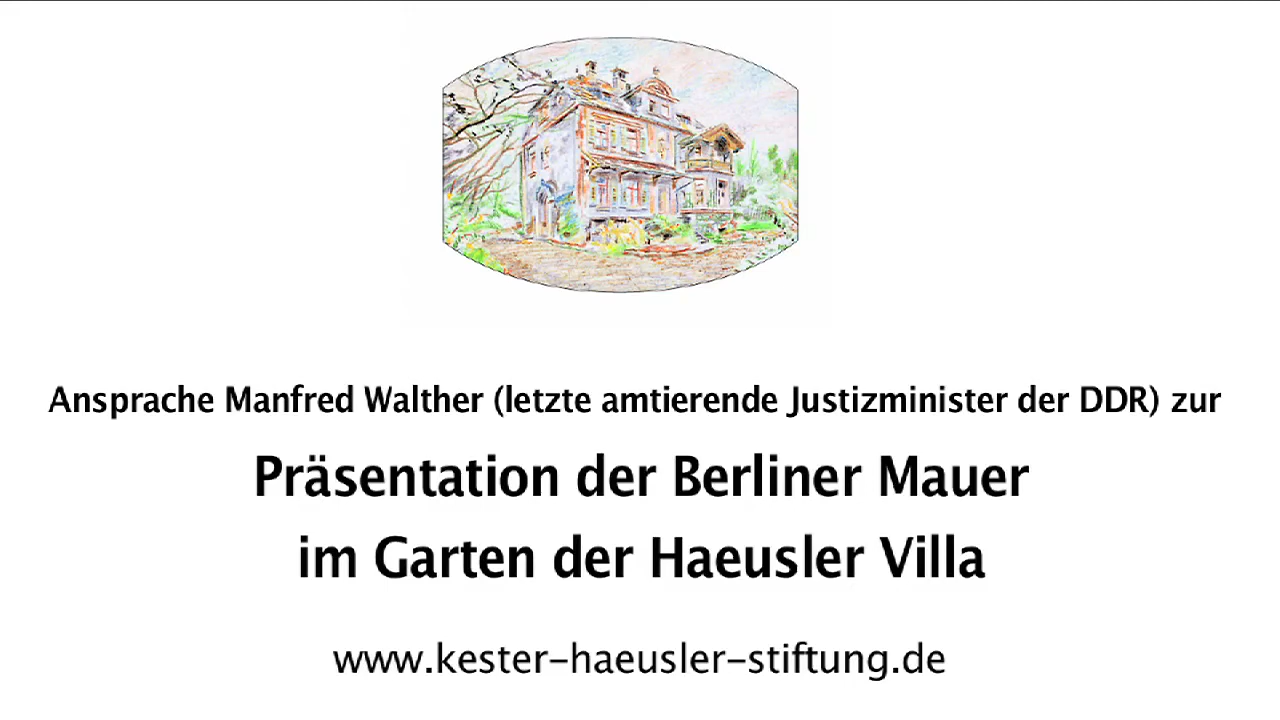 Ansprache Manfred Walther (letzte amtierende Justizminister der DDR) zur
Präsentation der Berliner Mauer
im Garten der Haeusler Villa
www.kester-haeusler-stiftung.de